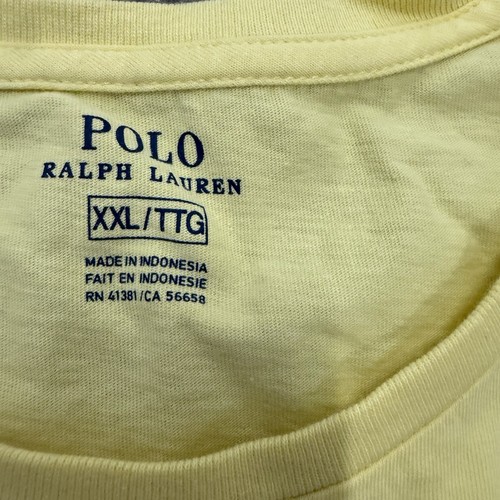 POLO
RALPH LAUREN
XXL/TTG
MADE IN INDONESIA
FAIT EN INDONESIE
RN 41381/CA 56658